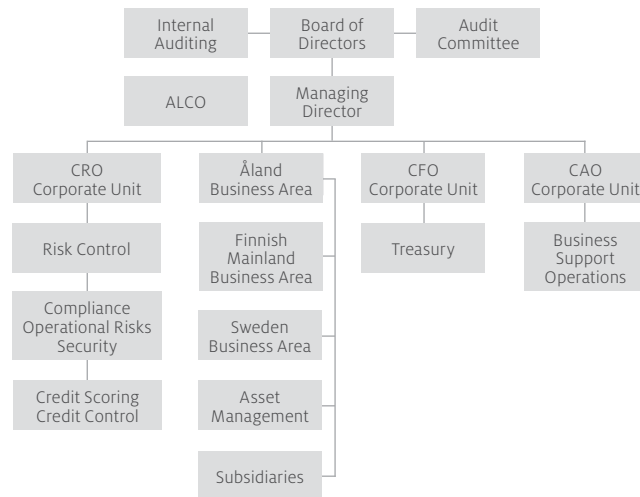 Internal
Auditing
Board of
Directors
Audit
Committee
ALCO
Managing
Director
CRO
Corporate Unit
Åland
Business Area
CFO
Corporate Unit
CAO
Corporate Unit
Risk Control
Finnish
Mainland
Business Area
Treasury
Business
Support
Operations
Compliance
Operational Risks
Security
Sweden
Business Area
Credit Scoring
Credit Control
Asset
Management
Subsidiaries